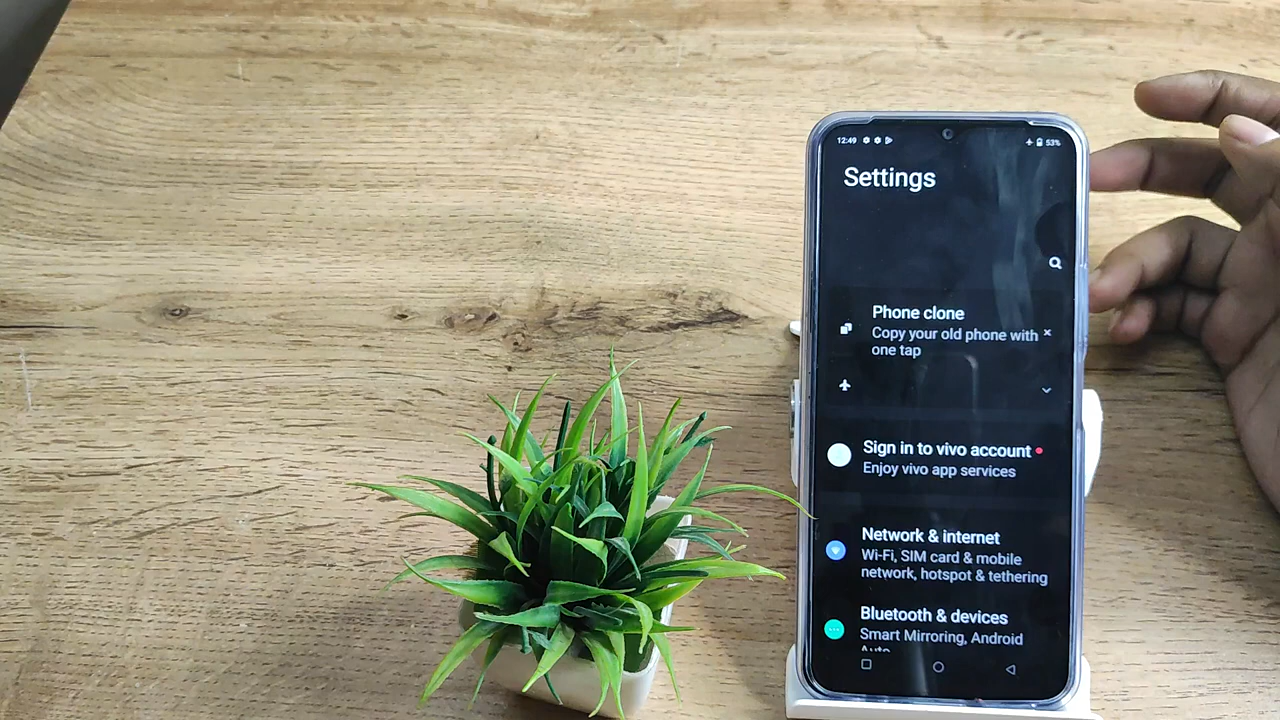 12:49
53%
Settings
Phone clone
Copy your old phone with
one tap
Sign in to vivo account
Enjoy vivo app services
Network & internet
Wi-Fi, SIM card & mobile
network, hotspot & tethering
Bluetooth & devices
Smart Mirroring, Android
Auto